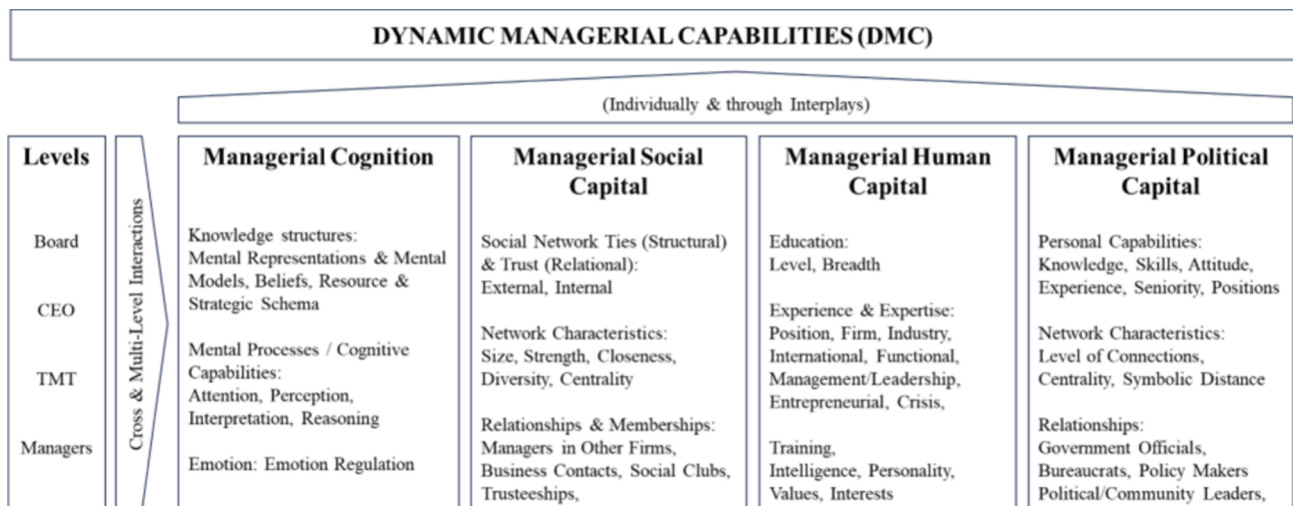 DYNAMIC MANAGERIAL CAPABILITIES (DMC)
(Individually & through Interplays)
Levels
Board
CEO
TMT
Managers
Cross & Multi-Level Interactions
Managerial Cognition
Knowledge structures:
Mental Representations & Mental
Models, Beliefs, Resource &
Strategic Schema
Mental Processes / Cognitive
Capabilities:
Attention, Perception,
Interpretation, Reasoning
Emotion: Emotion Regulation
Managerial Social
Capital
Social Network Ties (Structural)
& Trust (Relational):
External, Internal
Network Characteristics:
Size, Strength, Closeness,
Diversity, Centrality
Relationships & Memberships:
Managers in Other Firms,
Business Contacts, Social Clubs,
Trusteeships,
Managerial Human
Capital
Education:
Level, Breadth
Experience & Expertise:
Position, Firm, Industry,
International, Functional,
Management/Leadership,
Entrepreneurial, Crisis,
Training,
Intelligence, Personality,
Values, Interests
Managerial Political
Capital
Personal Capabilities:
Knowledge, Skills, Attitude,
Experience, Seniority, Positions
Network Characteristics:
Level of Connections,
Centrality, Symbolic Distance
Relationships:
Government Officials,
Bureaucrats, Policy Makers
Political/Community Leaders,